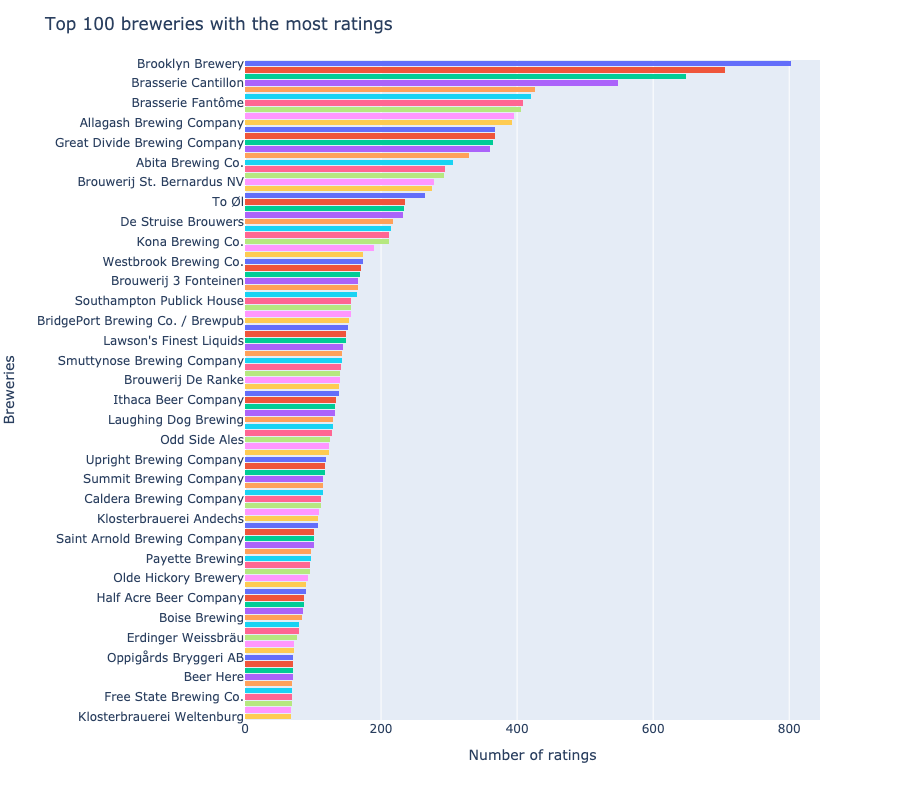 Top 100 breweries with the most ratings
Brooklyn Brewery
Brasserie Cantillon
Brasserie Fantôme
Allagash Brewing Company
Great Divide Brewing Company
Abita Brewing Co.
Brouwerij St. Bernardus NV
To Øl
De Struise Brouwers
Kona Brewing Co.
Westbrook Brewing Co.
Brouwerij 3 Fonteinen
Southampton Publick House
BridgePort Brewing Co. / Brewpub
Lawson's Finest Liquids
Smuttynose Brewing Company
Brouwerij De Ranke
Ithaca Beer Company
Laughing Dog Brewing
Odd Side Ales
Upright Brewing Company
Summit Brewing Company
Caldera Brewing Company
Klosterbrauerei Andechs
Saint Arnold Brewing Company
Payette Brewing
Olde Hickory Brewery
Half Acre Beer Company
Boise Brewing
Erdinger Weissbräu
Oppigårds Bryggeri AB
Beer Here
Free State Brewing Co.
Klosterbrauerei Weltenburg
Breweries
0 200 400 600 800
Number of ratings